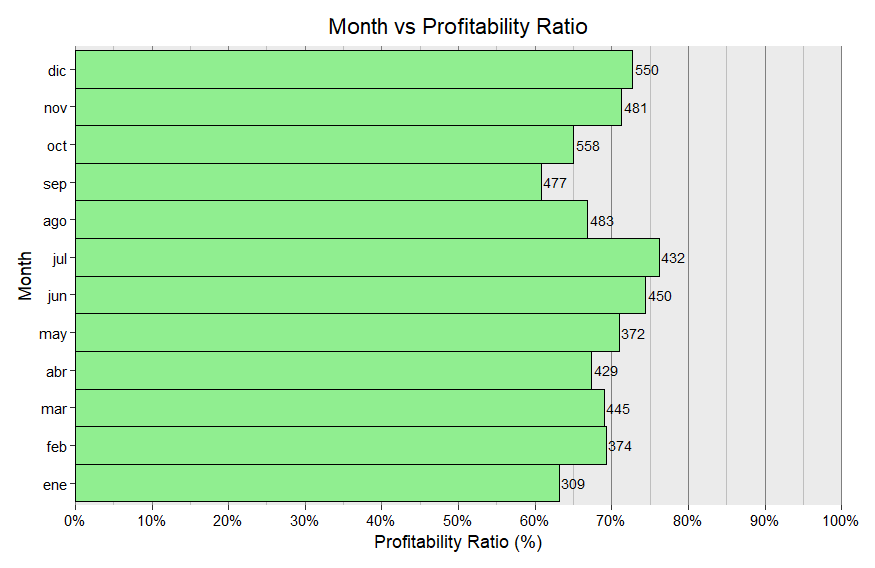 Month vs Profitability Ratio
dic 550
nov 481
oct 558
sep 477
ago 483
jul 432
jun 450
may 372
abr 429
mar 445
feb 374
ene 309
Month
0% 10% 20% 30% 40% 50% 60% 70% 80% 90% 100%
Profitability Ratio (%)